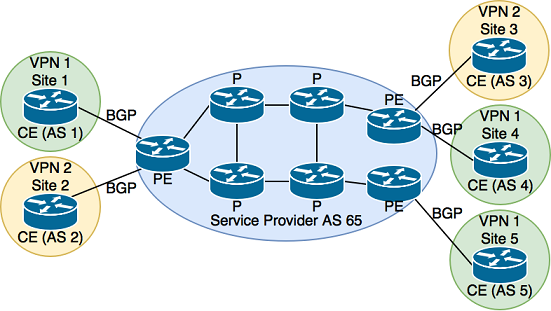 VPN 1
Site 1
CE (AS 1)
BGP
VPN 2
Site 2
CE (AS 2)
BGP
PE
P
P
P
P
Service Provider AS 65
PE
PE
BGP
VPN 2
Site 3
CE (AS 3)
BGP
VPN 1
Site 4
CE (AS 4)
BGP
VPN 1
Site 5
CE (AS 5)